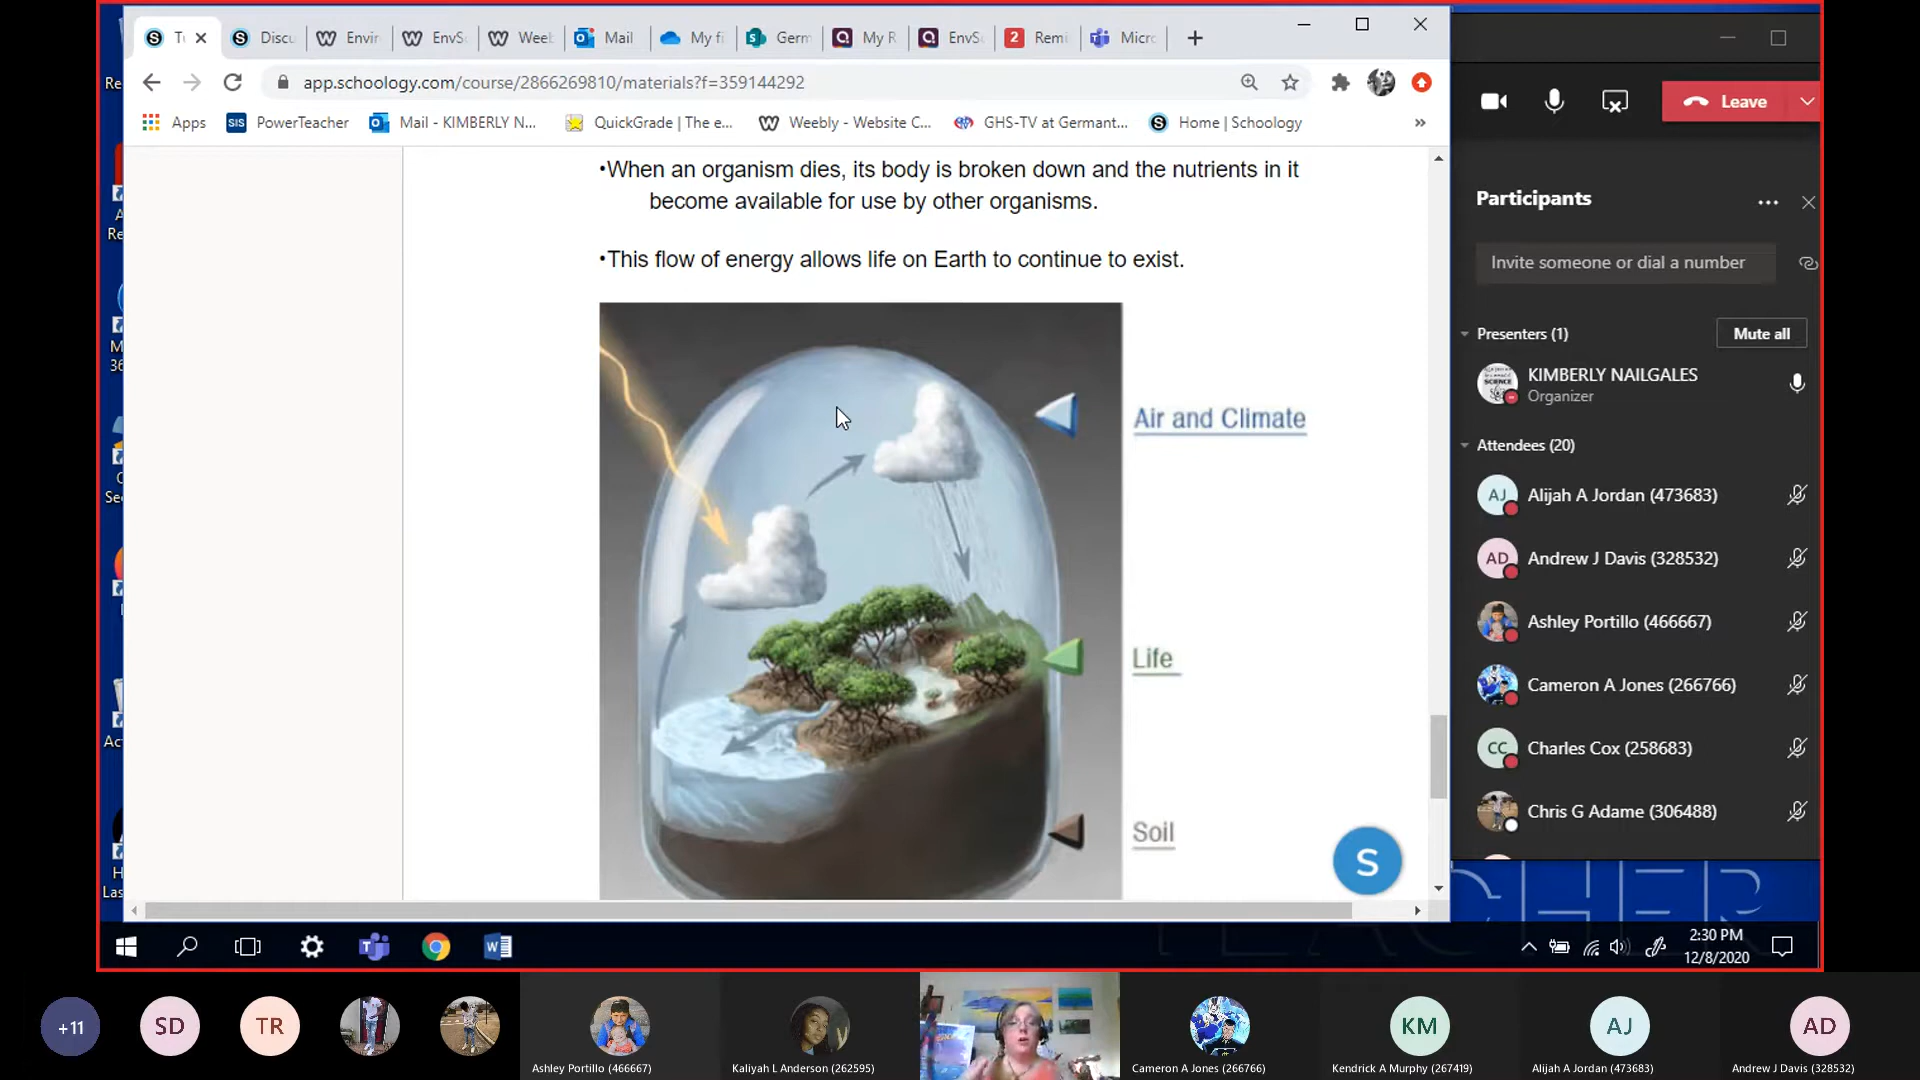 Tu
Discu
Envir
EnvS
Weeb
Mail
My fi
Germ
My R
EnvS
2
Remi
Micro
app.schoology.com/course/2866269810/materials?f=359144292
Leave
Apps
SIS
PowerTeacher
Mail - KIMBERLY N...
QuickGrade | The e...
Weebly - Website C...
GHS-TV at Germant...
Home | Schoology
»
•When an organism dies, its body is broken down and the nutrients in it
become available for use by other organisms.
•This flow of energy allows life on Earth to continue to exist.
Air and Climate
Life
Soil
S
Participants
Invite someone or dial a number
Presenters (1)
Mute all
KIMBERLY NAILGALES
Organizer
Attendees (20)
AJ
Alijah A Jordan (473683)
AD
Andrew J Davis (328532)
Ashley Portillo (466667)
Cameron A Jones (266766)
CC
Charles Cox (258683)
Chris G Adame (306488)
2:30 PM
12/8/2020
+11
SD
TR
Ashley Portillo (466667)
Kaliyah L Anderson (262595)
Cameron A Jones (266766)
KM
Kendrick A Murphy (267419)
AJ
Alijah A Jordan (473683)
AD
Andrew J Davis (328532)